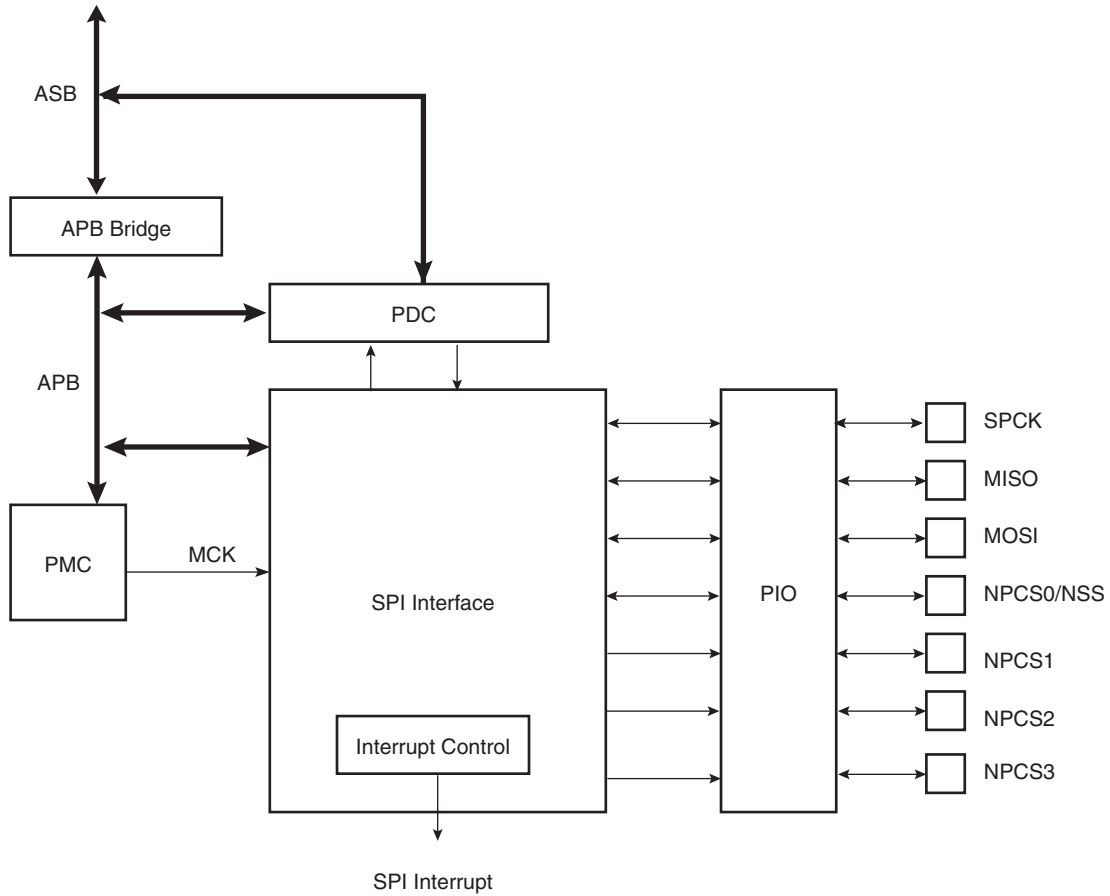 ASB
APB Bridge
PDC
APB
SPCK
MISO
MOSI
PMC
MCK
SPI Interface
PIO
NPCS0/NSS
NPCS1
NPCS2
Interrupt Control
NPCS3
SPI Interrupt